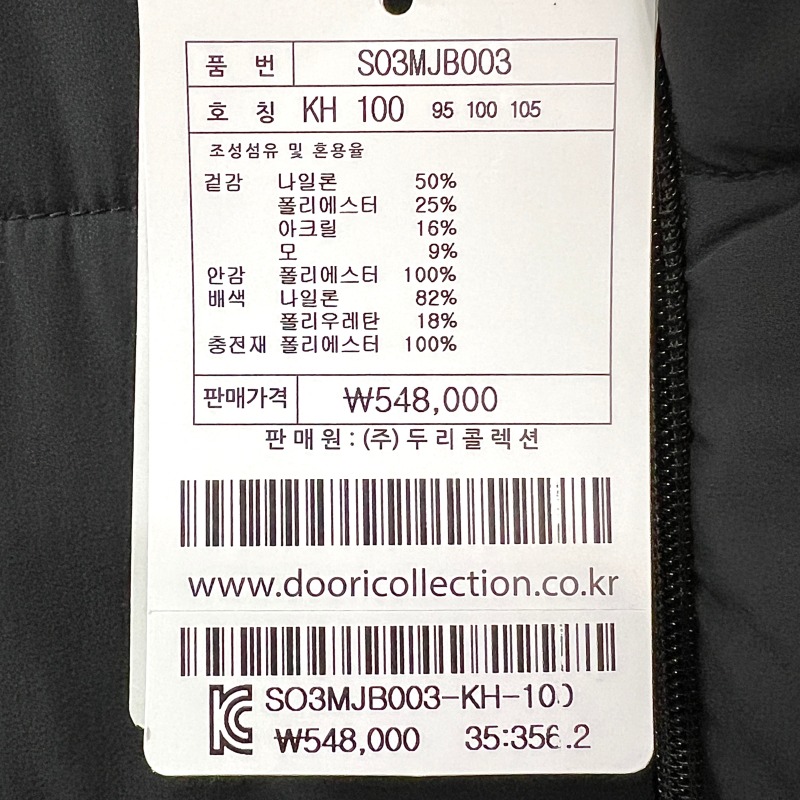 품 번 SO3MJB003
호 칭 KH 100 95 100 105
조성섬유 및 혼용율
겉감 나일론 50%
폴리에스터 25%
아크릴 16%
모 9%
안감 폴리에스터 100%
배색 나일론 82%
폴리우레탄 18%
충전재 폴리에스터 100%
판매가격 ₩548,000
판매원:(주)두리콜렉션
www.dooricollection.co.kr
SO3MJB003-KH-100
₩548,000 35:356.2